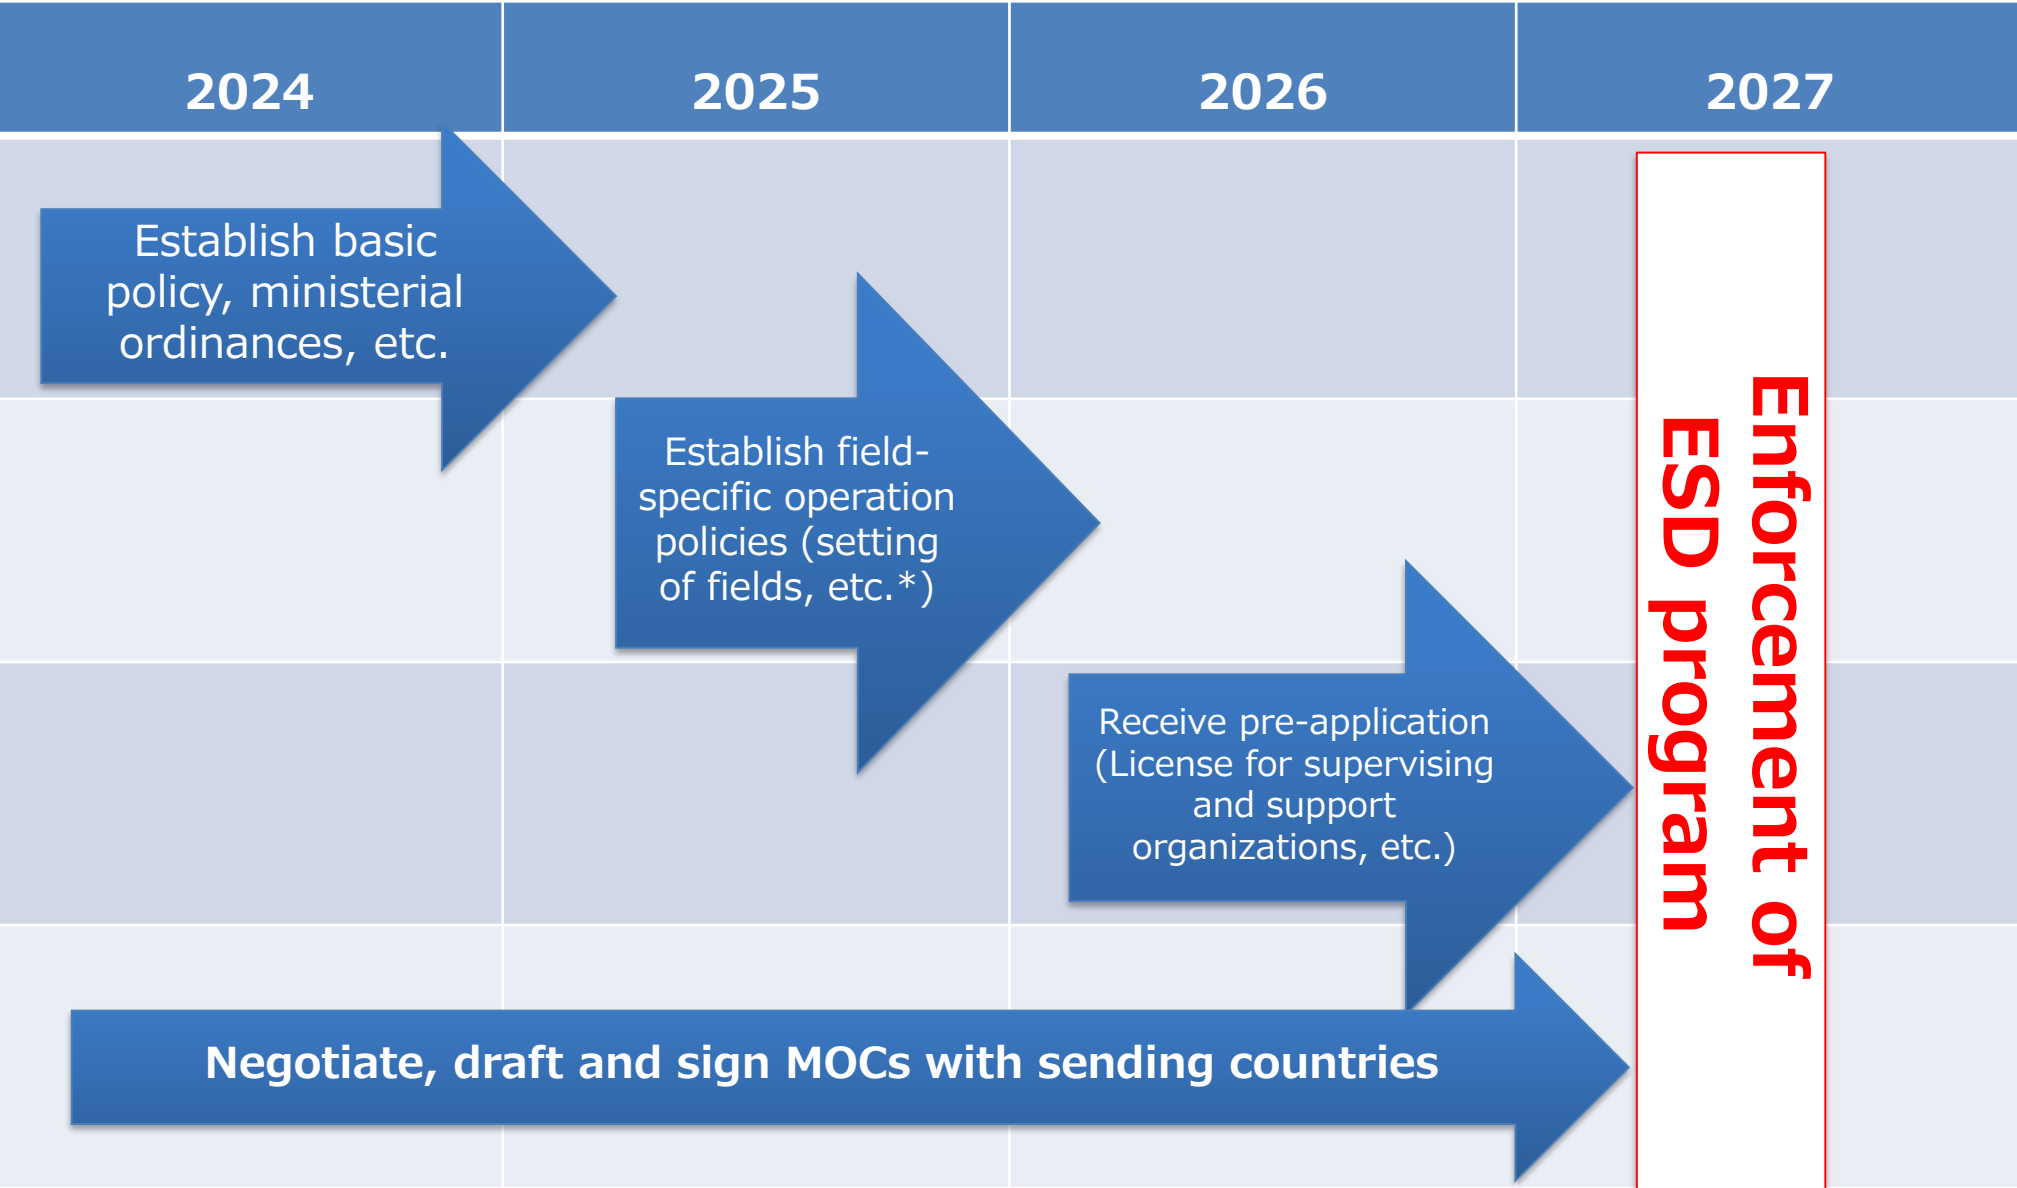 2024
2025
2026
2027
Establish basic
policy, ministerial
ordinances, etc.
Establish field-
specific operation
policies (setting
of fields, etc.*)
Receive pre-application
(License for supervising
and support
organizations, etc.)
Negotiate, draft and sign MOCs with sending countries
Enforcement of
ESD program